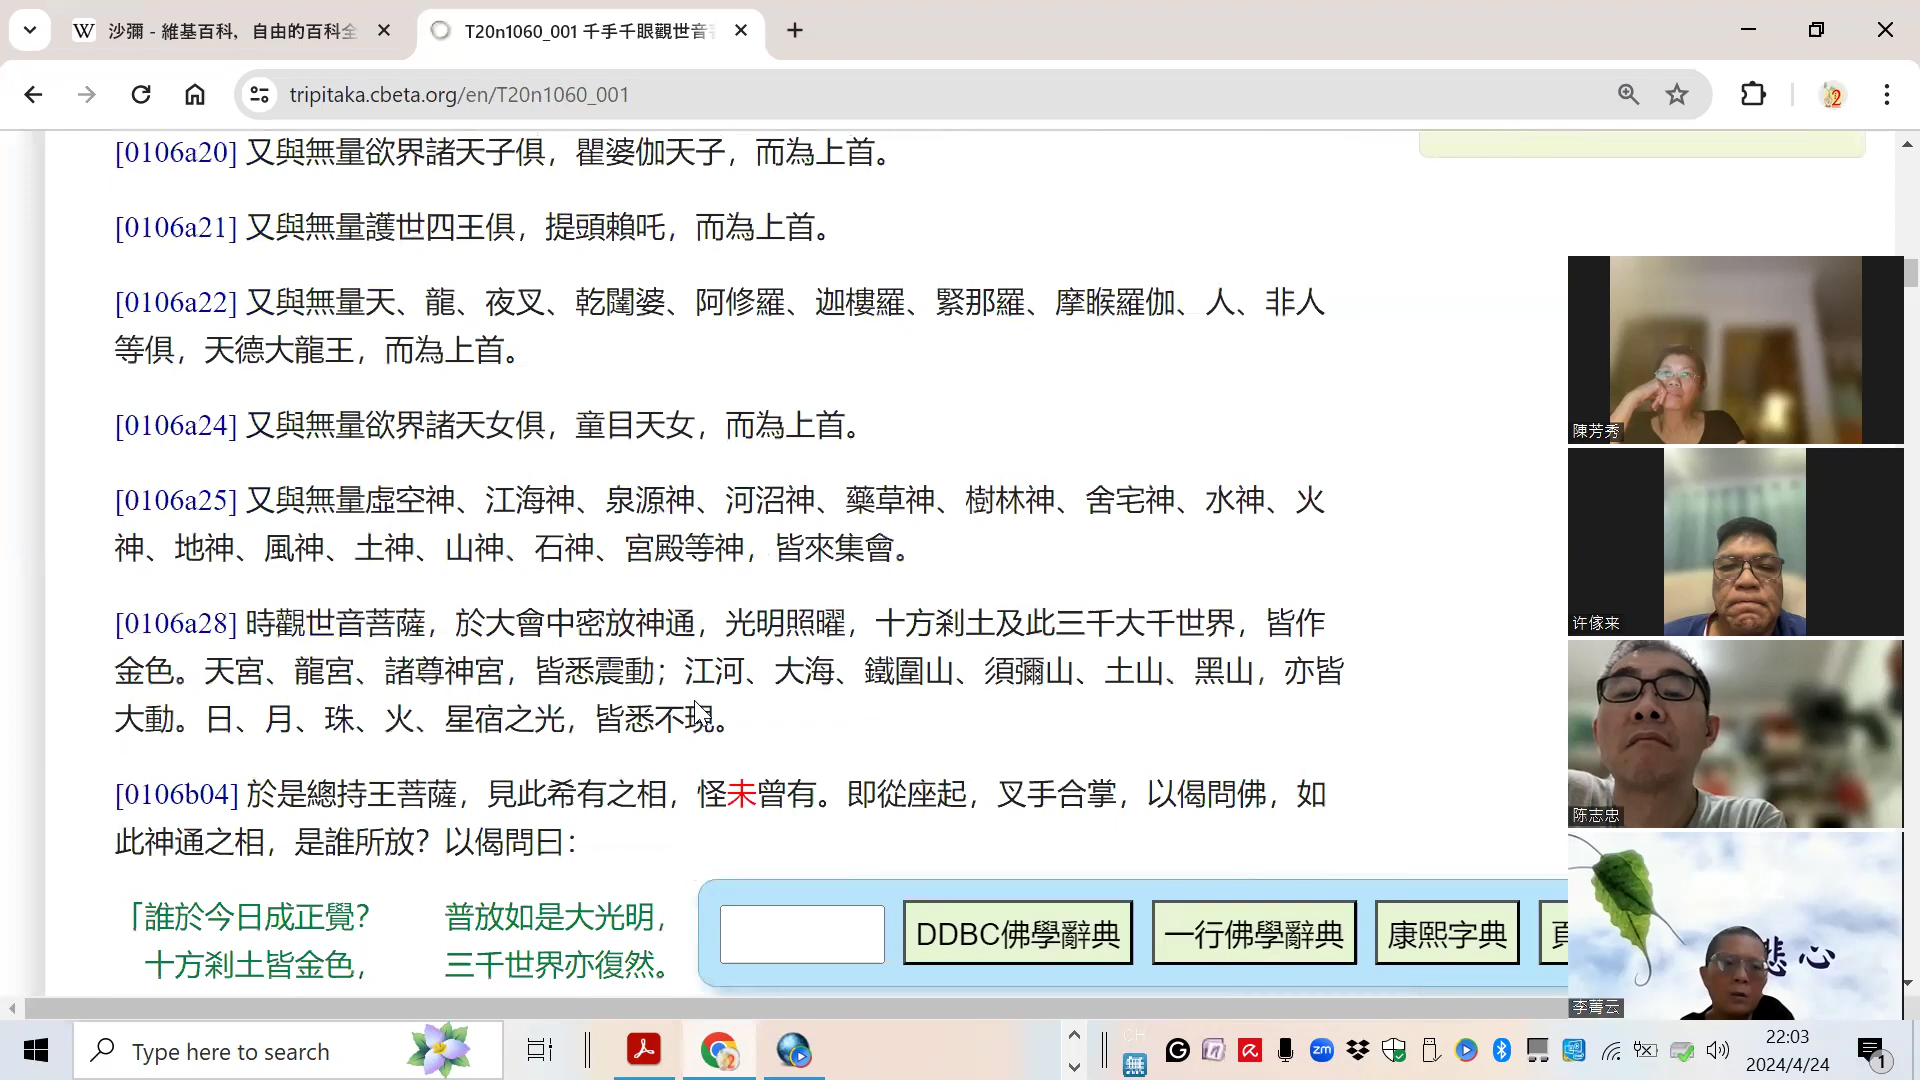 沙彌 - 維基百科，自由的百科全
T20n1060_001 千手千眼觀世音菩
tripitaka.cbeta.org/en/T20n1060_001
[0106a20] 又與無量欲界諸天子俱，瞿婆伽天子，而為上首。
[0106a21] 又與無量護世四王俱，提頭賴吒，而為上首。
[0106a22] 又與無量天、龍、夜叉、乾闥婆、阿修羅、迦樓羅、緊那羅、摩睺羅伽、人、非人
等俱，天德大龍王，而為上首。
[0106a24] 又與無量欲界諸天女俱，童目天女，而為上首。
[0106a25] 又與無量虛空神、江海神、泉源神、河沼神、藥草神、樹林神、舍宅神、水神、火
神、地神、風神、土神、山神、石神、宮殿等神，皆來集會。
[0106a28] 時觀世音菩薩，於大會中密放神通，光明照曜，十方剎土及此三千大千世界，皆作
金色。天宮、龍宮、諸尊神宮，皆悉震動；江河、大海、鐵圍山、須彌山、土山、黑山，亦皆
大動。日、月、珠、火、星宿之光，皆悉不現。
[0106b04] 於是總持王菩薩，見此希有之相，怪未曾有。即從座起，叉手合掌，以偈問佛，如
此神通之相，是誰所放？以偈問曰：
「誰於今日成正覺？ 普放如是大光明，
十方剎土皆金色， 三千世界亦復然。
DDBC佛學辭典 一行佛學辭典 康熙字典
陳芳秀
许傢来
陈志忠
悲心
李菁云
Type here to search
22:03
2024/4/24